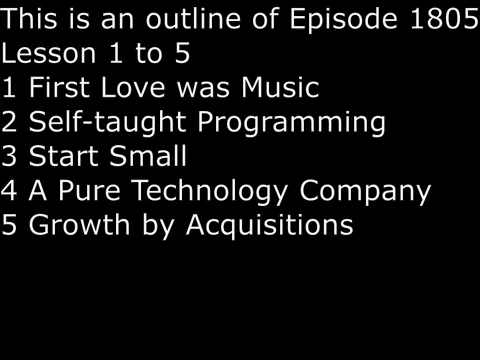 This is an outline of Episode 1805
Lesson 1 to 5
1 First Love was Music
2 Self-taught Programming
3 Start Small
4 A Pure Technology Company
5 Growth by Acquisitions